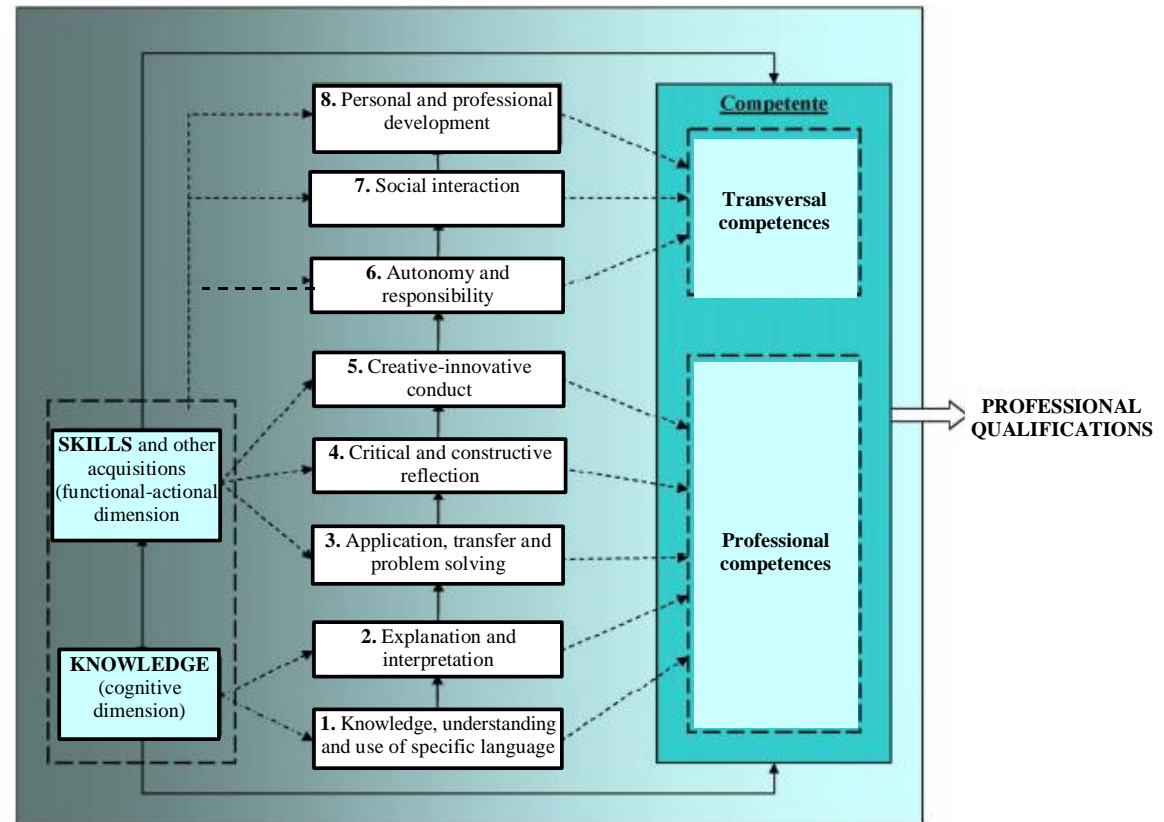 8. Personal and professional
development
7. Social interaction
6. Autonomy and
responsibility
5. Creative-innovative
conduct
4. Critical and constructive
reflection
3. Application, transfer and
problem solving
2. Explanation and
interpretation
1. Knowledge, understanding
and use of specific language
SKILLS and other
acquisitions
(functional-actional
dimension
KNOWLEDGE
(cognitive
dimension)
Competente
Transversal
competences
Professional
competences
PROFESSIONAL
QUALIFICATIONS